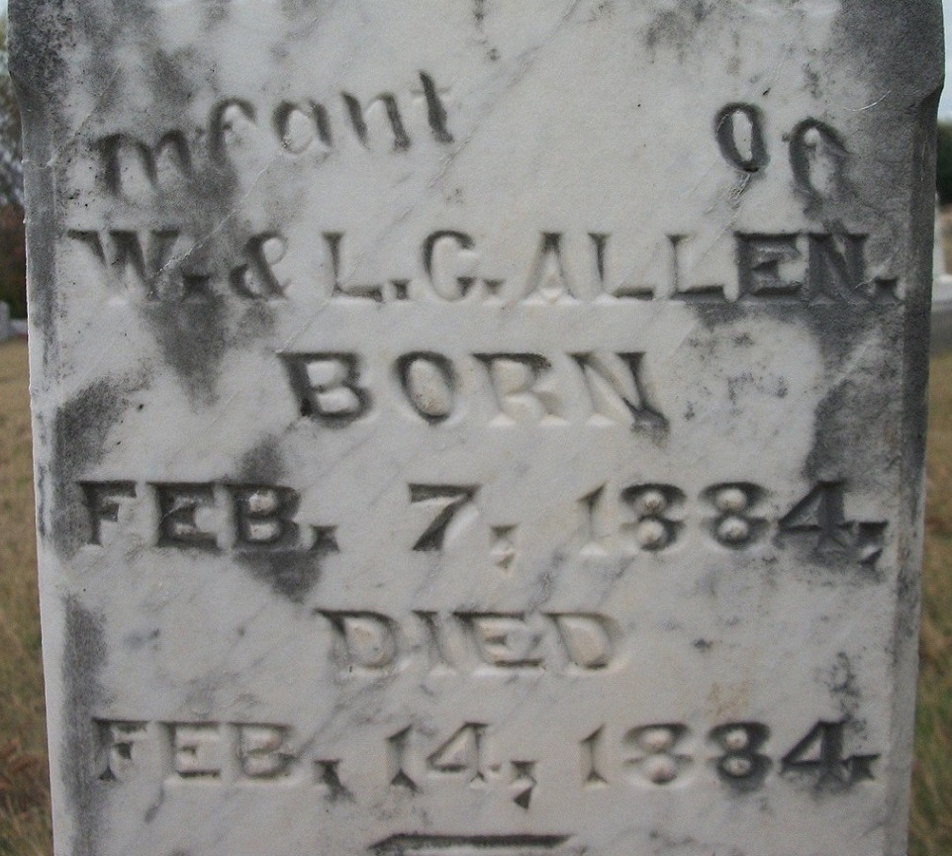 Infant Of
W. & L. C. ALLEN.
BORN
FEB. 7, 1884,
DIED
FEB. 14, 1884.